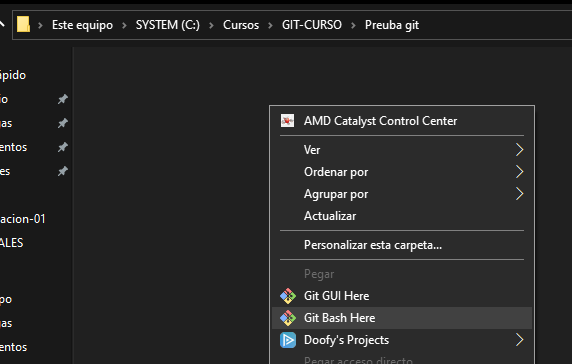 Este equipo > SYSTEM (C:) > Cursos > GIT-CURSO > Preuba git
ípido
io
as
entos
es
acion-01
ALES
po
as
entos
AMD Catalyst Control Center
Ver
Ordenar por
Agrupar por
Actualizar
Personalizar esta carpeta...
Pegar
Git GUI Here
Git Bash Here
Doofy's Projects
Pegar acceso directo